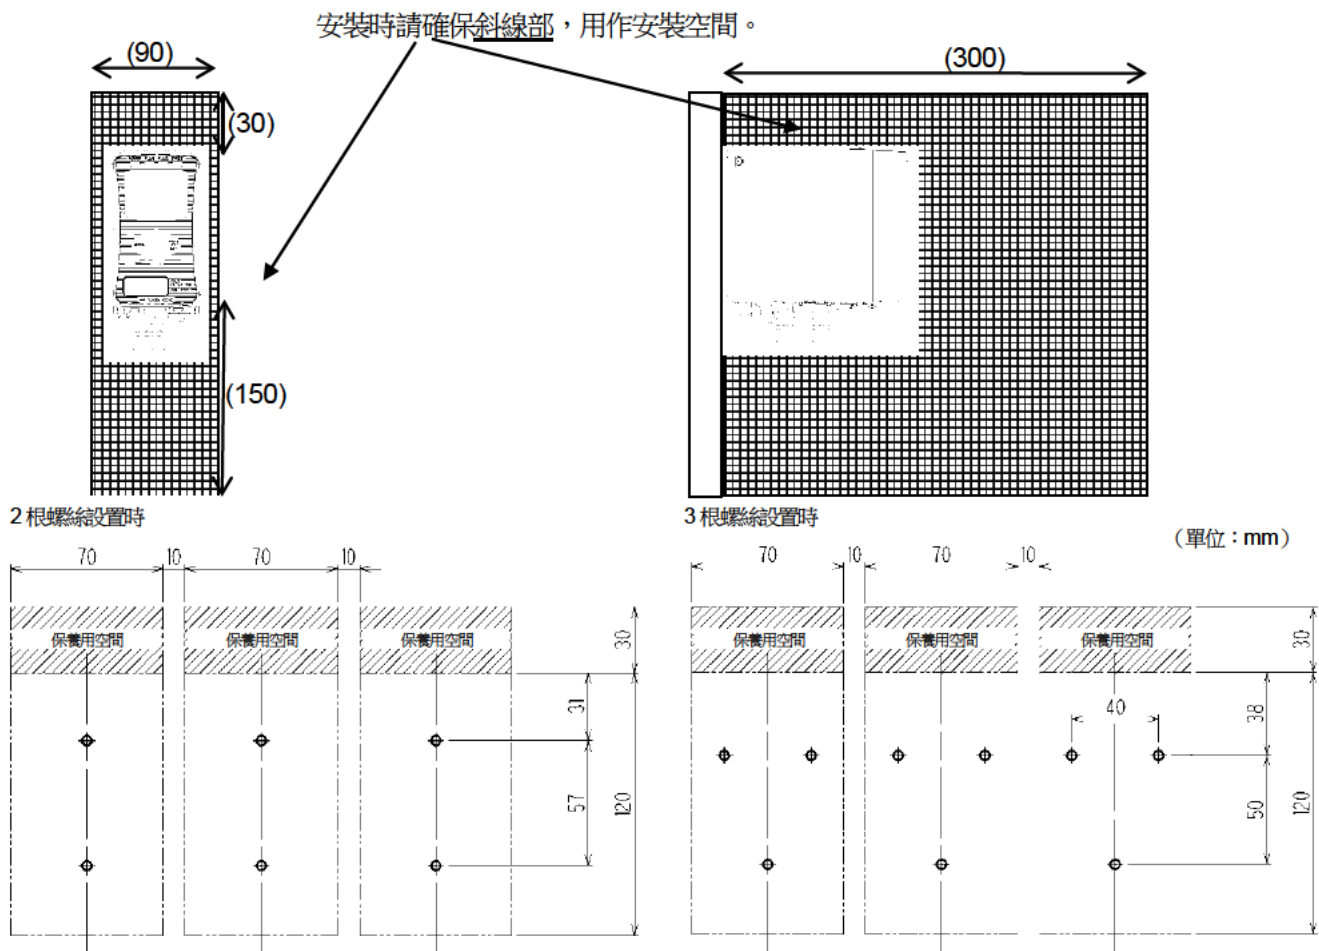 安裝時請確保斜線部，用作安裝空間。
(90)
(300)
(30)
(150)
2 根螺絲設置時
3 根螺絲設置時
（單位：mm）
70
10
70
10
70
10
70
10
保養用空間
保養用空間
保養用空間
30
保養用空間
保養用空間
保養用空間
30
31
57
120
40
38
50
120